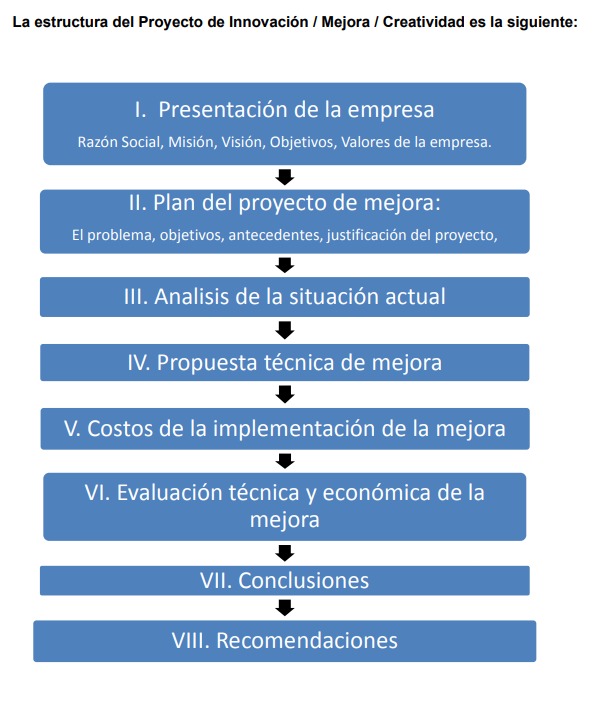 La estructura del Proyecto de Innovación / Mejora / Creatividad es la siguiente:
I. Presentación de la empresa
Razón Social, Misión, Visión, Objetivos, Valores de la empresa.
II. Plan del proyecto de mejora:
El problema, objetivos, antecedentes, justificación del proyecto,
III. Analisis de la situación actual
IV. Propuesta técnica de mejora
V. Costos de la implementación de la mejora
VI. Evaluación técnica y económica de la
mejora
VII. Conclusiones
VIII. Recomendaciones